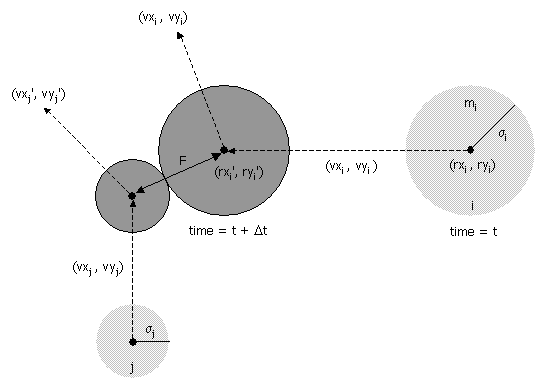 (vxᵢ , vyᵢ)
(vxⱼ', vyⱼ')
mᵢ
σᵢ
F
(rxᵢ', ryᵢ')
(vxᵢ , vyᵢ)
(rxᵢ , ryᵢ)
i
time = t + Δt
time = t
(vxⱼ , vyⱼ)
σⱼ
j